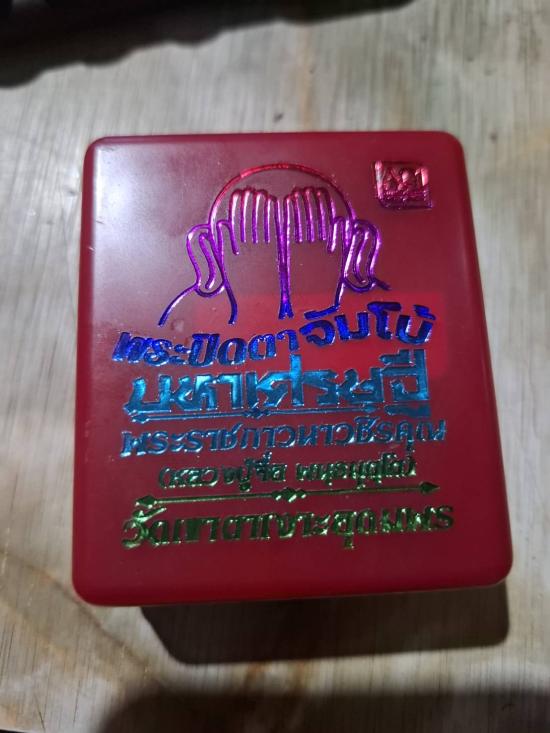 พระปิดตาจัมโบ้
มหาเศรษฐี
พระราชภาวนาวชิรคุณ
(หลวงปู่จื่อ พนฺธมุตฺโต)
วัดเขาตาเงาะอุดมพร